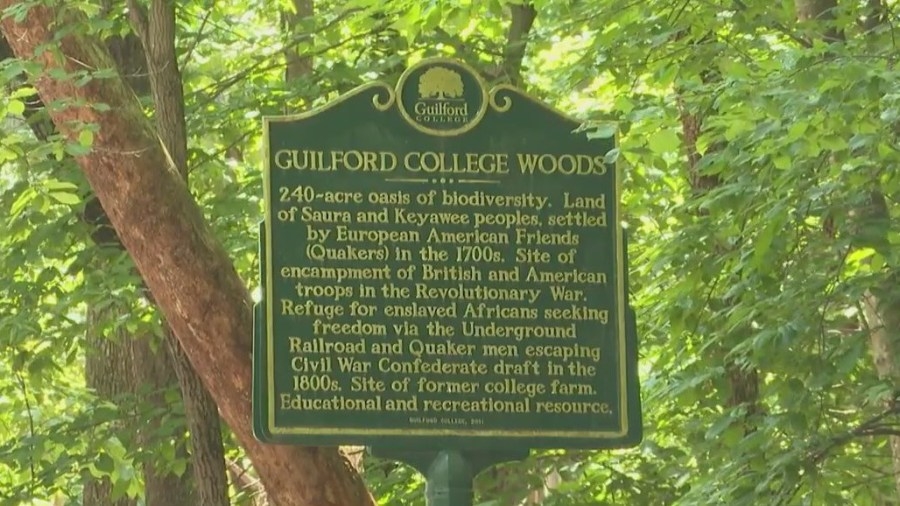 Guilford
COLLEGE
GUILFORD COLLEGE WOODS
240-acre oasis of biodiversity. Land
of Saura and Keyawee peoples, settled
by European American Friends
(Quakers) in the 1700s. Site of
encampment of British and American
troops in the Revolutionary War.
Refuge for enslaved Africans seeking
freedom via the Underground
Railroad and Quaker men escaping
Civil War Confederate draft in the
1800s. Site of former college farm.
Educational and recreational resource.
GUILFORD COLLEGE,